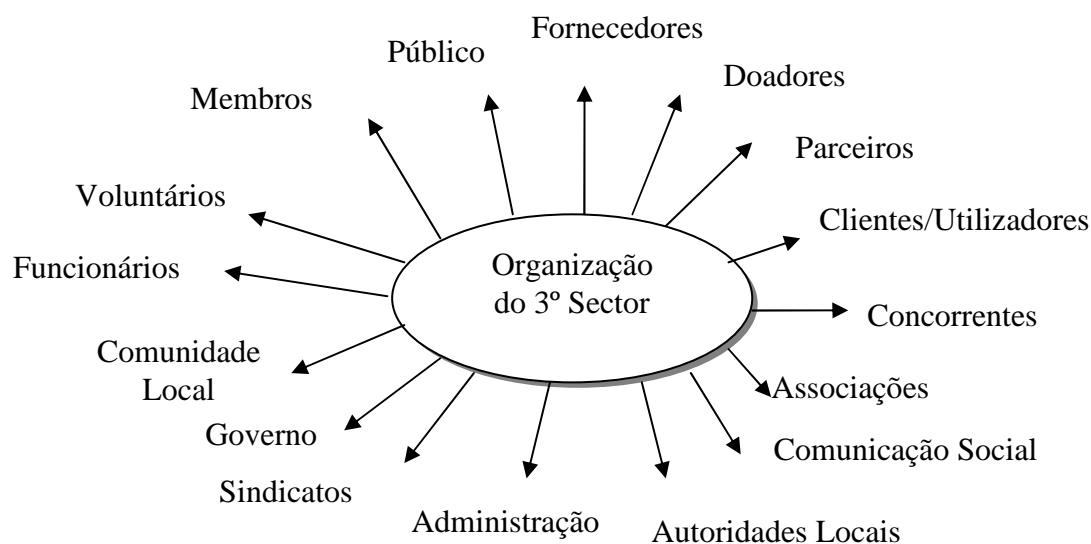 Fornecedores
Público
Doadores
Membros
Parceiros
Voluntários
Clientes/Utilizadores
Funcionários
Organização
do 3º Sector
Concorrentes
Comunidade
Local
Associações
Governo
Comunicação Social
Sindicatos
Administração
Autoridades Locais